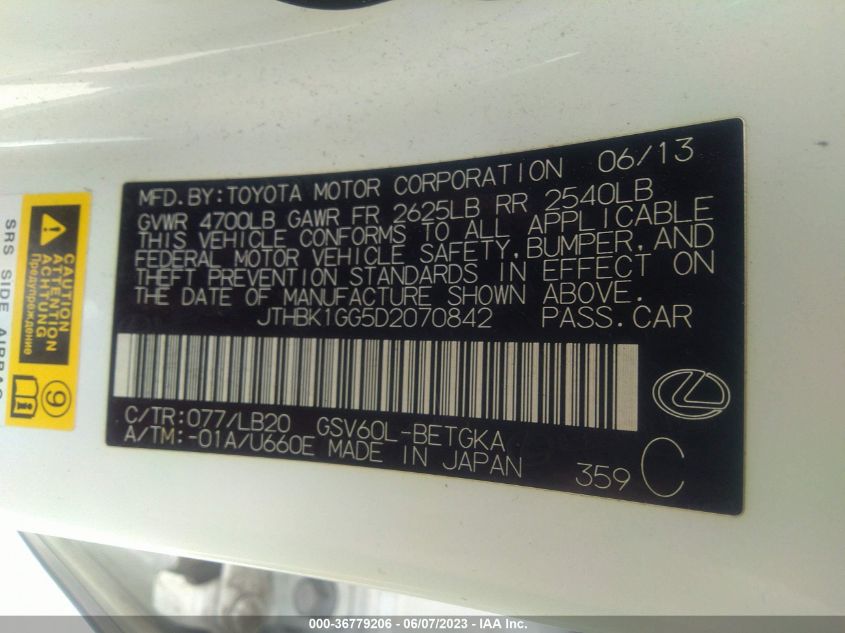 MFD.BY:TOYOTA MOTOR CORPORATION 06/13
GVWR 4700LB GAWR FR 2625LB RR 2540LB
THIS VEHICLE CONFORMS TO ALL APPLICABLE
FEDERAL MOTOR VEHICLE SAFETY,BUMPER,AND
THEFT PREVENTION STANDARDS IN EFFECT ON
THE DATE OF MANUFACTURE SHOWN ABOVE.
JTHBK1GG5D2070842 PASS.CAR
C/TR:077/LB20 GSV60L-BETGKA
A/TM:-01A/U660E MADE IN JAPAN
359 C
CAUTION
ATTENTION
ACHTUNG
Предупреждение
9
SRS SIDE AIRBAG
000-36779206 - 06/07/2023 - IAA Inc.